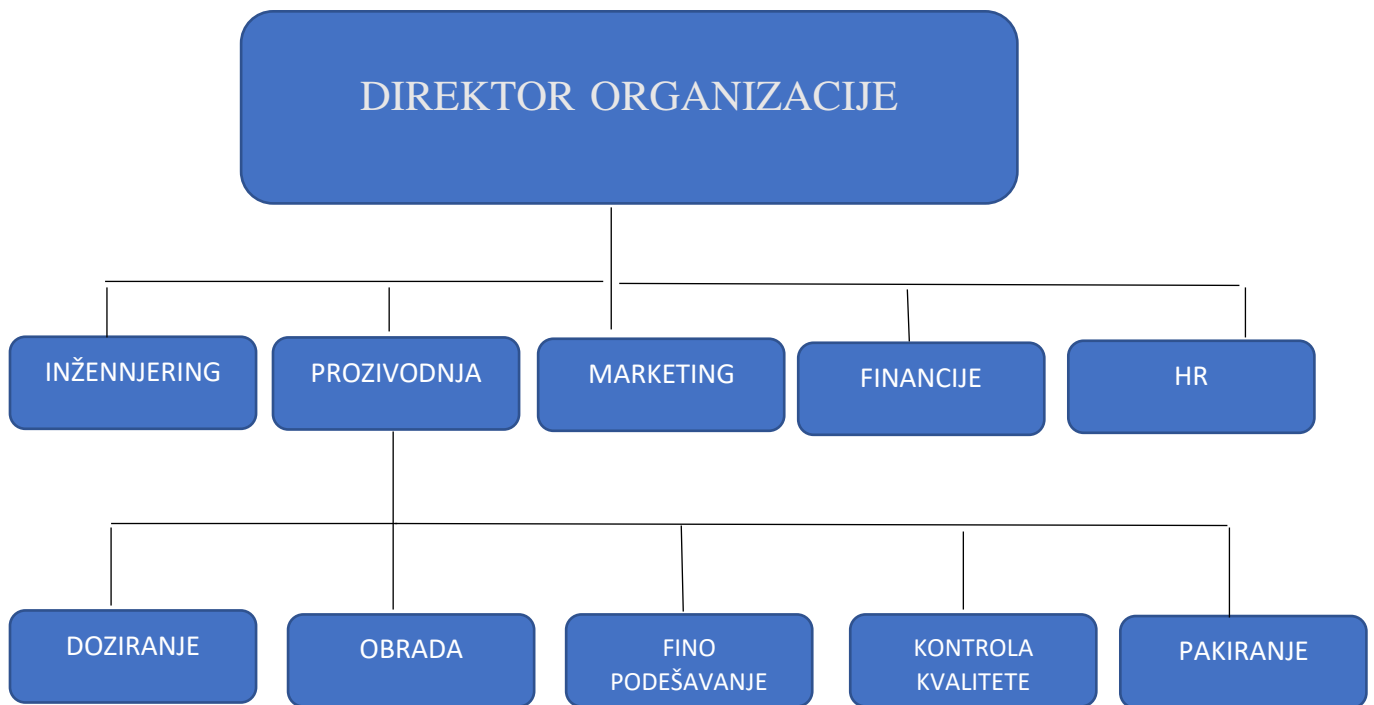 DIREKTOR ORGANIZACIJE
INŽENNJERING
PROZIVODNJA
MARKETING
FINANCIJE
HR
DOZIRANJE
OBRADA
FINO
PODEŠAVANJE
KONTROLA
KVALITETE
PAKIRANJE